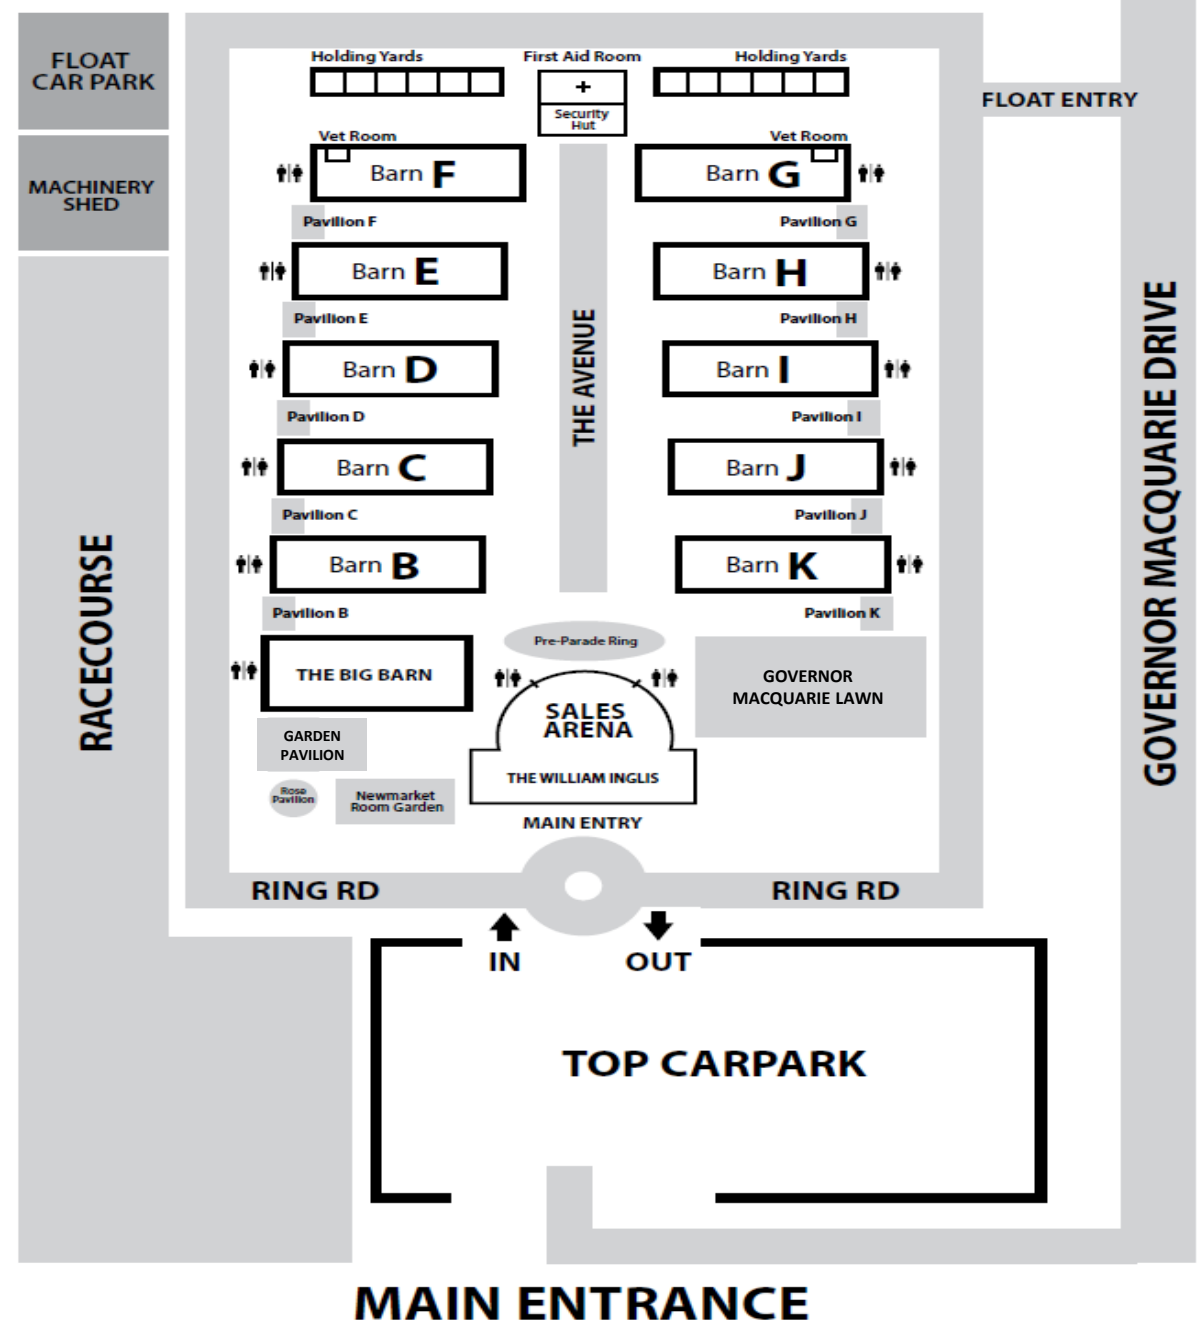 FLOAT
CAR PARK
MACHINERY
SHED
RACECOURSE
Holding Yards
First Aid Room
Holding Yards
+
Security
Hut
FLOAT ENTRY
Vet Room
Vet Room
Barn F
Barn G
Pavilion F
Pavilion G
Barn E
Barn H
Pavilion E
Pavilion H
THE AVENUE
Barn D
Barn I
Pavilion D
Pavilion I
Barn C
Barn J
Pavilion C
Pavilion J
Barn B
Barn K
Pavilion B
Pavilion K
GOVERNOR MACQUARIE DRIVE
Pre-Parade Ring
THE BIG BARN
GOVERNOR
MACQUARIE LAWN
SALES
ARENA
GARDEN
PAVILION
THE WILLIAM INGLIS
Rose
Pavilion
Newmarket
Room Garden
MAIN ENTRY
RING RD
RING RD
IN
OUT
TOP CARPARK
MAIN ENTRANCE